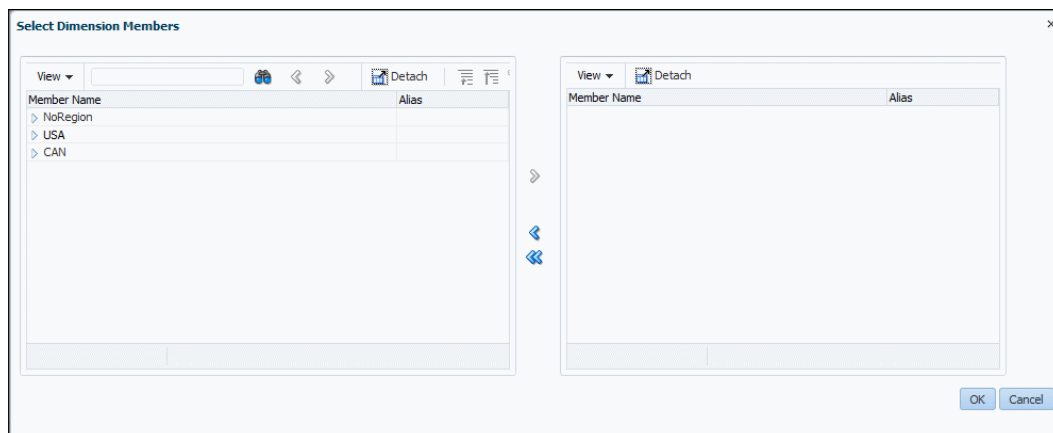 Select Dimension Members
View Detach
Member Name Alias
NoRegion
USA
CAN
View Detach
Member Name Alias
OK Cancel